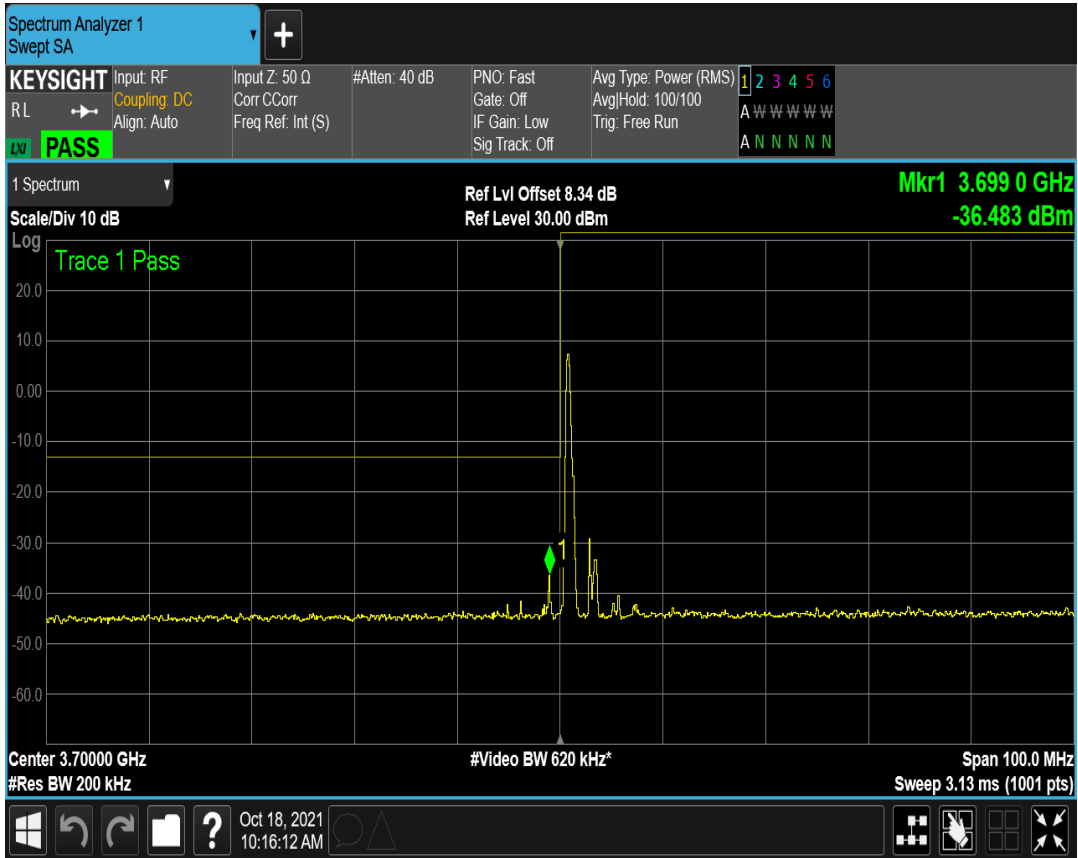 Spectrum Analyzer 1
Swept SA
+
KEYSIGHT
R L
LXI PASS
Input: RF
Coupling: DC
Align: Auto
Input Z: 50 Ω
Corr CCorr
Freq Ref: Int (S)
#Atten: 40 dB
PNO: Fast
Gate: Off
IF Gain: Low
Sig Track: Off
Avg Type: Power (RMS)
Avg|Hold: 100/100
Trig: Free Run
1 2 3 4 5 6
A W W W W W
A N N N N N
1 Spectrum
Scale/Div 10 dB
Ref Lvl Offset 8.34 dB
Ref Level 30.00 dBm
Mkr1 3.699 0 GHz
-36.483 dBm
Log
Trace 1 Pass
20.0
10.0
0.00
-10.0
-20.0
-30.0
1
-40.0
-50.0
-60.0
Center 3.70000 GHz
#Video BW 620 kHz*
Span 100.0 MHz
#Res BW 200 kHz
Sweep 3.13 ms (1001 pts)
?
Oct 18, 2021
10:16:12 AM